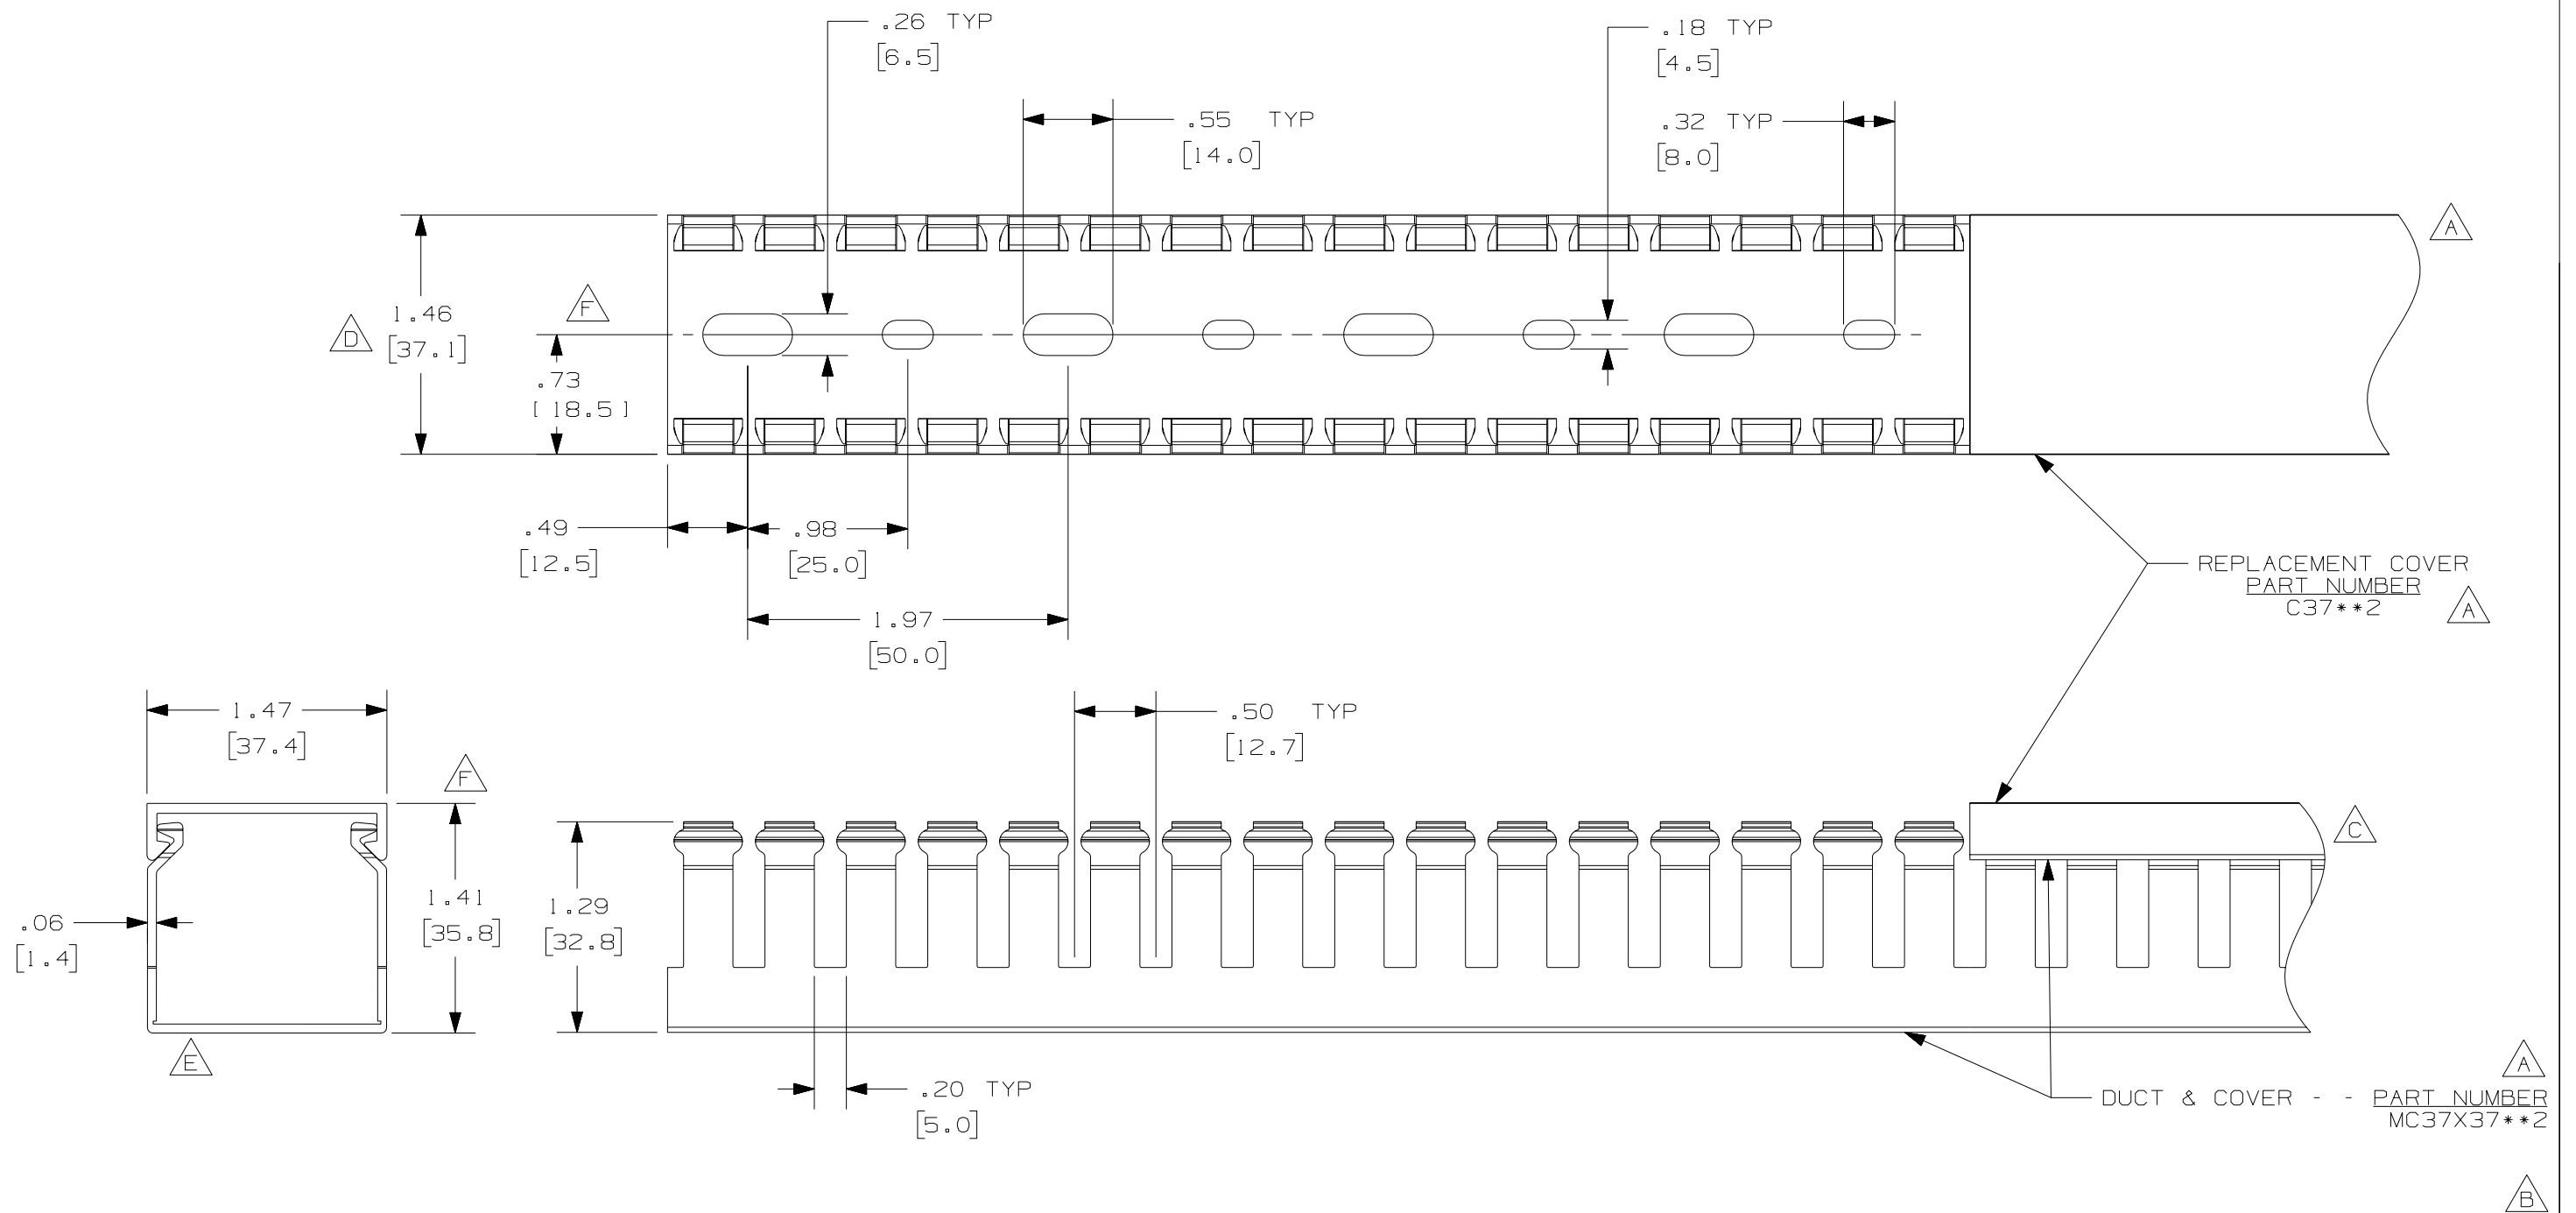 .26 TYP
[6.5]
.18 TYP
[4.5]
.55 TYP
[14.0]
.32 TYP
[8.0]
A
F
D
1.46
[37.1]
.73
[18.5]
.49
[12.5]
.98
[25.0]
1.97
[50.0]
REPLACEMENT COVER
PART NUMBER
C37**2
A
1.47
[37.4]
F
.50 TYP
[12.7]
C
1.41
[35.8]
1.29
[32.8]
.06
[1.4]
E
.20 TYP
[5.0]
A
DUCT & COVER - - PART NUMBER
MC37X37**2
B